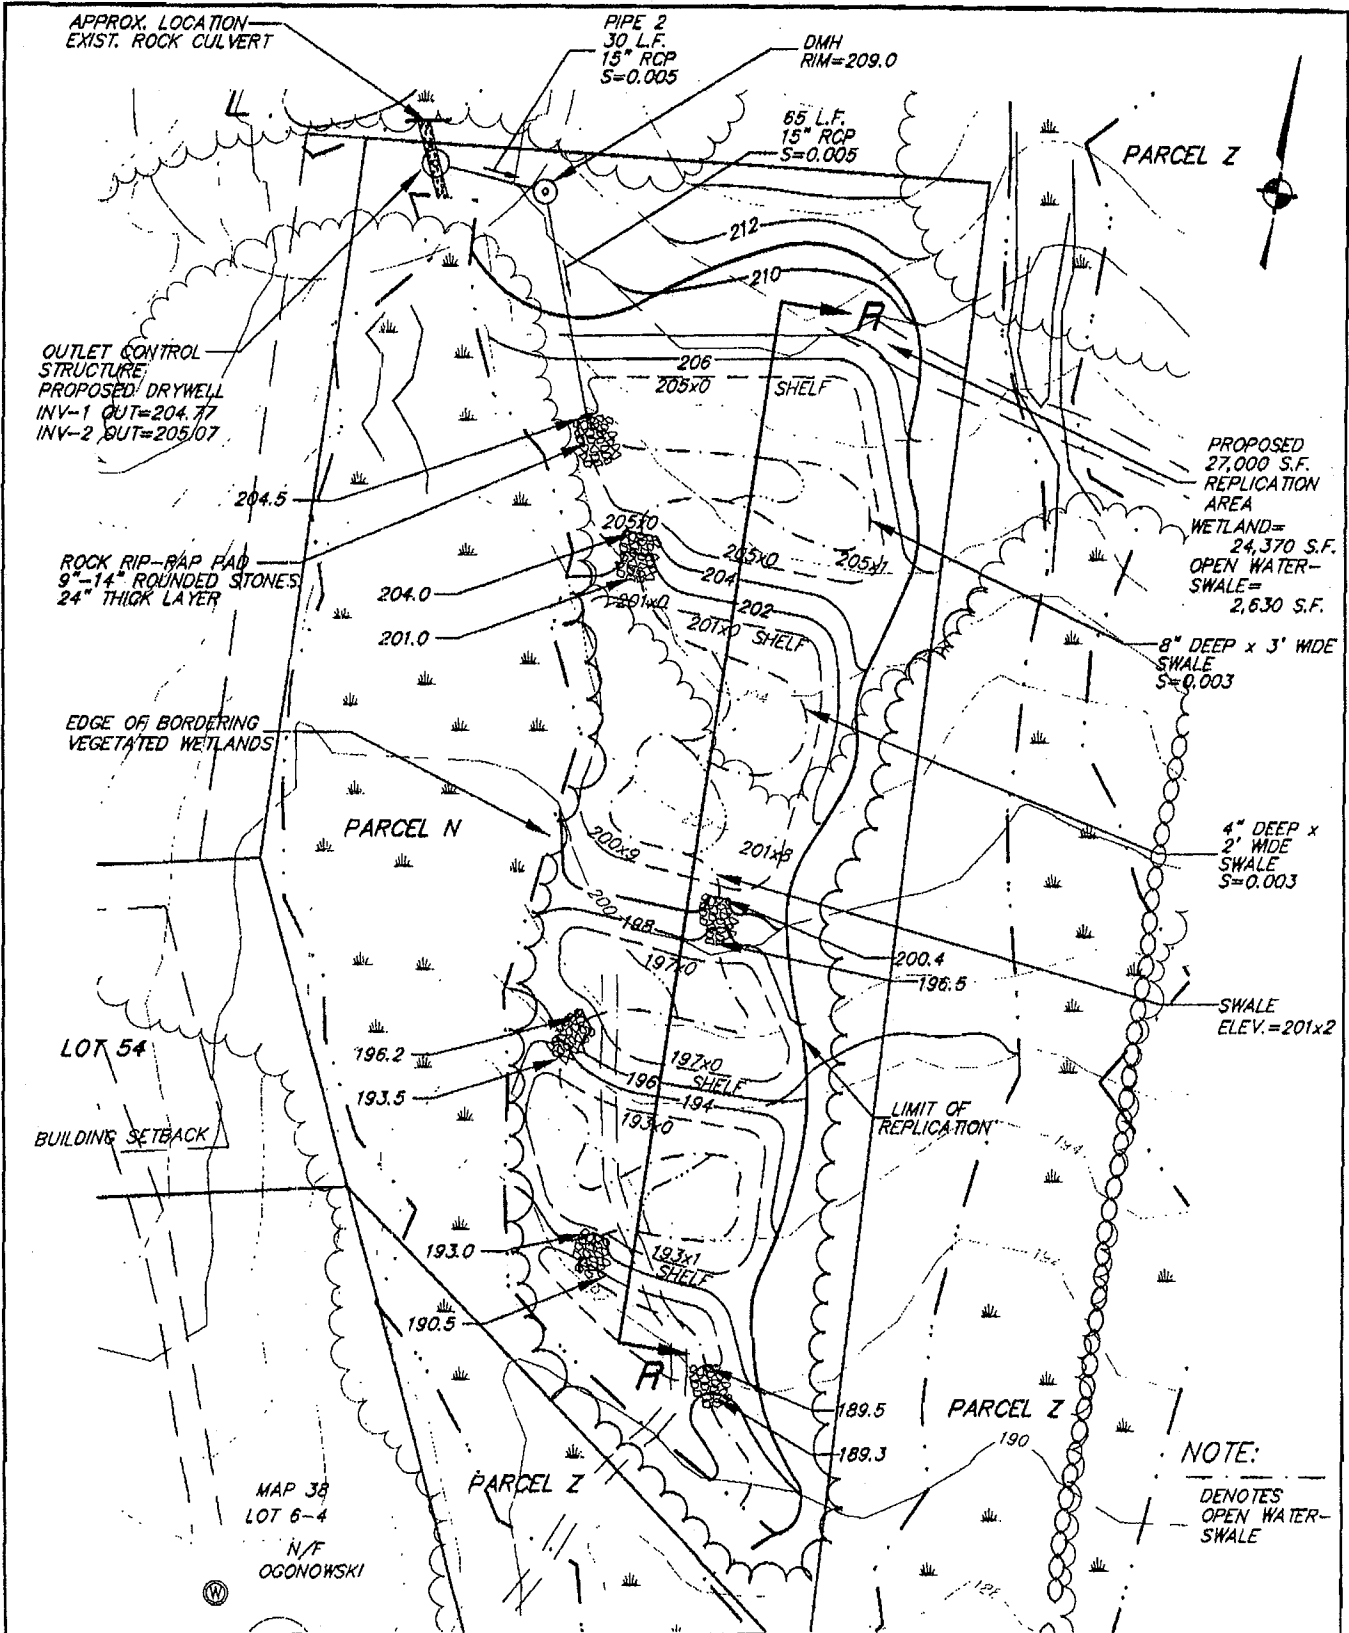 APPROX. LOCATION
EXIST. ROCK CULVERT
PIPE 2
30 L.F.
15" RCP
S=0.005
DMH
RIM=209.0
65 L.F.
15" RCP
S=0.005
PARCEL Z
212
210
A
OUTLET CONTROL
STRUCTURE
PROPOSED DRYWELL
INV-1 OUT=204.77
INV-2 OUT=205.07
206
205x0
SHELF
PROPOSED
27,000 S.F.
REPLICATION
AREA
WETLAND=
24,370 S.F.
OPEN WATER-
SWALE=
2,630 S.F.
204.5
205x0
205x0
205x1
ROCK RIP-RAP PAD
9"-14" ROUNDED STONES
24" THICK LAYER
204.0
204
201x0
202
201x0 SHELF
201.0
8" DEEP x 3' WIDE
SWALE
S=0.003
EDGE OF BORDERING
VEGETATED WETLANDS
PARCEL N
200x9
201x8
4" DEEP x
2' WIDE
SWALE
S=0.003
200
198
197x0
200.4
196.5
SWALE
ELEV.=201x2
LOT 54
196.2
193.5
197x0
SHELF
196
194
193x0
LIMIT OF
REPLICATION
BUILDING SETBACK
194
192
193.0
193x1
SHELF
190.5
A
189.5
189.3
PARCEL Z
190
NOTE:
DENOTES
OPEN WATER-
SWALE
PARCEL Z
MAP 38
LOT 6-4
N/F
OGONOWSKI
W
188